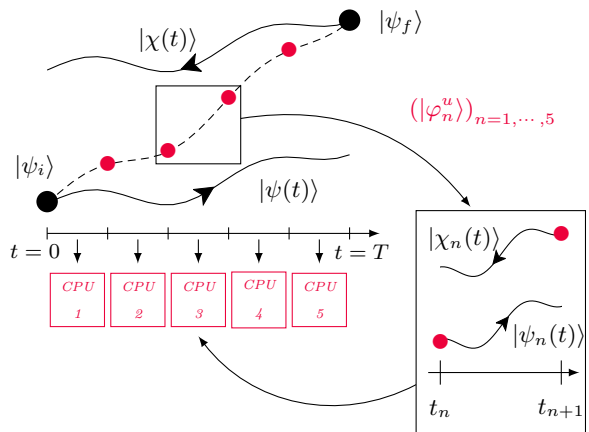 |χ(t)⟩
|ψ_f⟩
(|φ_n^u⟩)_{n=1,⋯,5}
|ψ_i⟩
|ψ(t)⟩
t = 0
t = T
CPU 1
CPU 2
CPU 3
CPU 4
CPU 5
|χ_n(t)⟩
|ψ_n(t)⟩
t_n
t_{n+1}